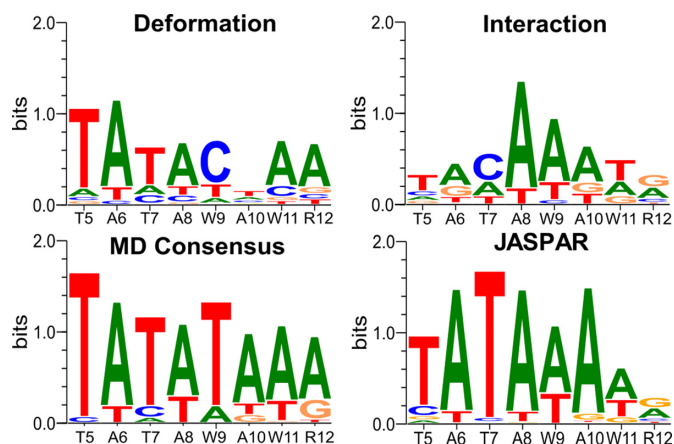 Deformation
2.0
bits
1.0
0.0
T5 A6 T7 A8 W9 A10 W11 R12
Interaction
2.0
bits
1.0
0.0
T5 A6 T7 A8 W9 A10 W11 R12
MD Consensus
2.0
bits
1.0
0.0
T5 A6 T7 A8 W9 A10 W11 R12
JASPAR
2.0
bits
1.0
0.0
T5 A6 T7 A8 W9 A10 W11 R12